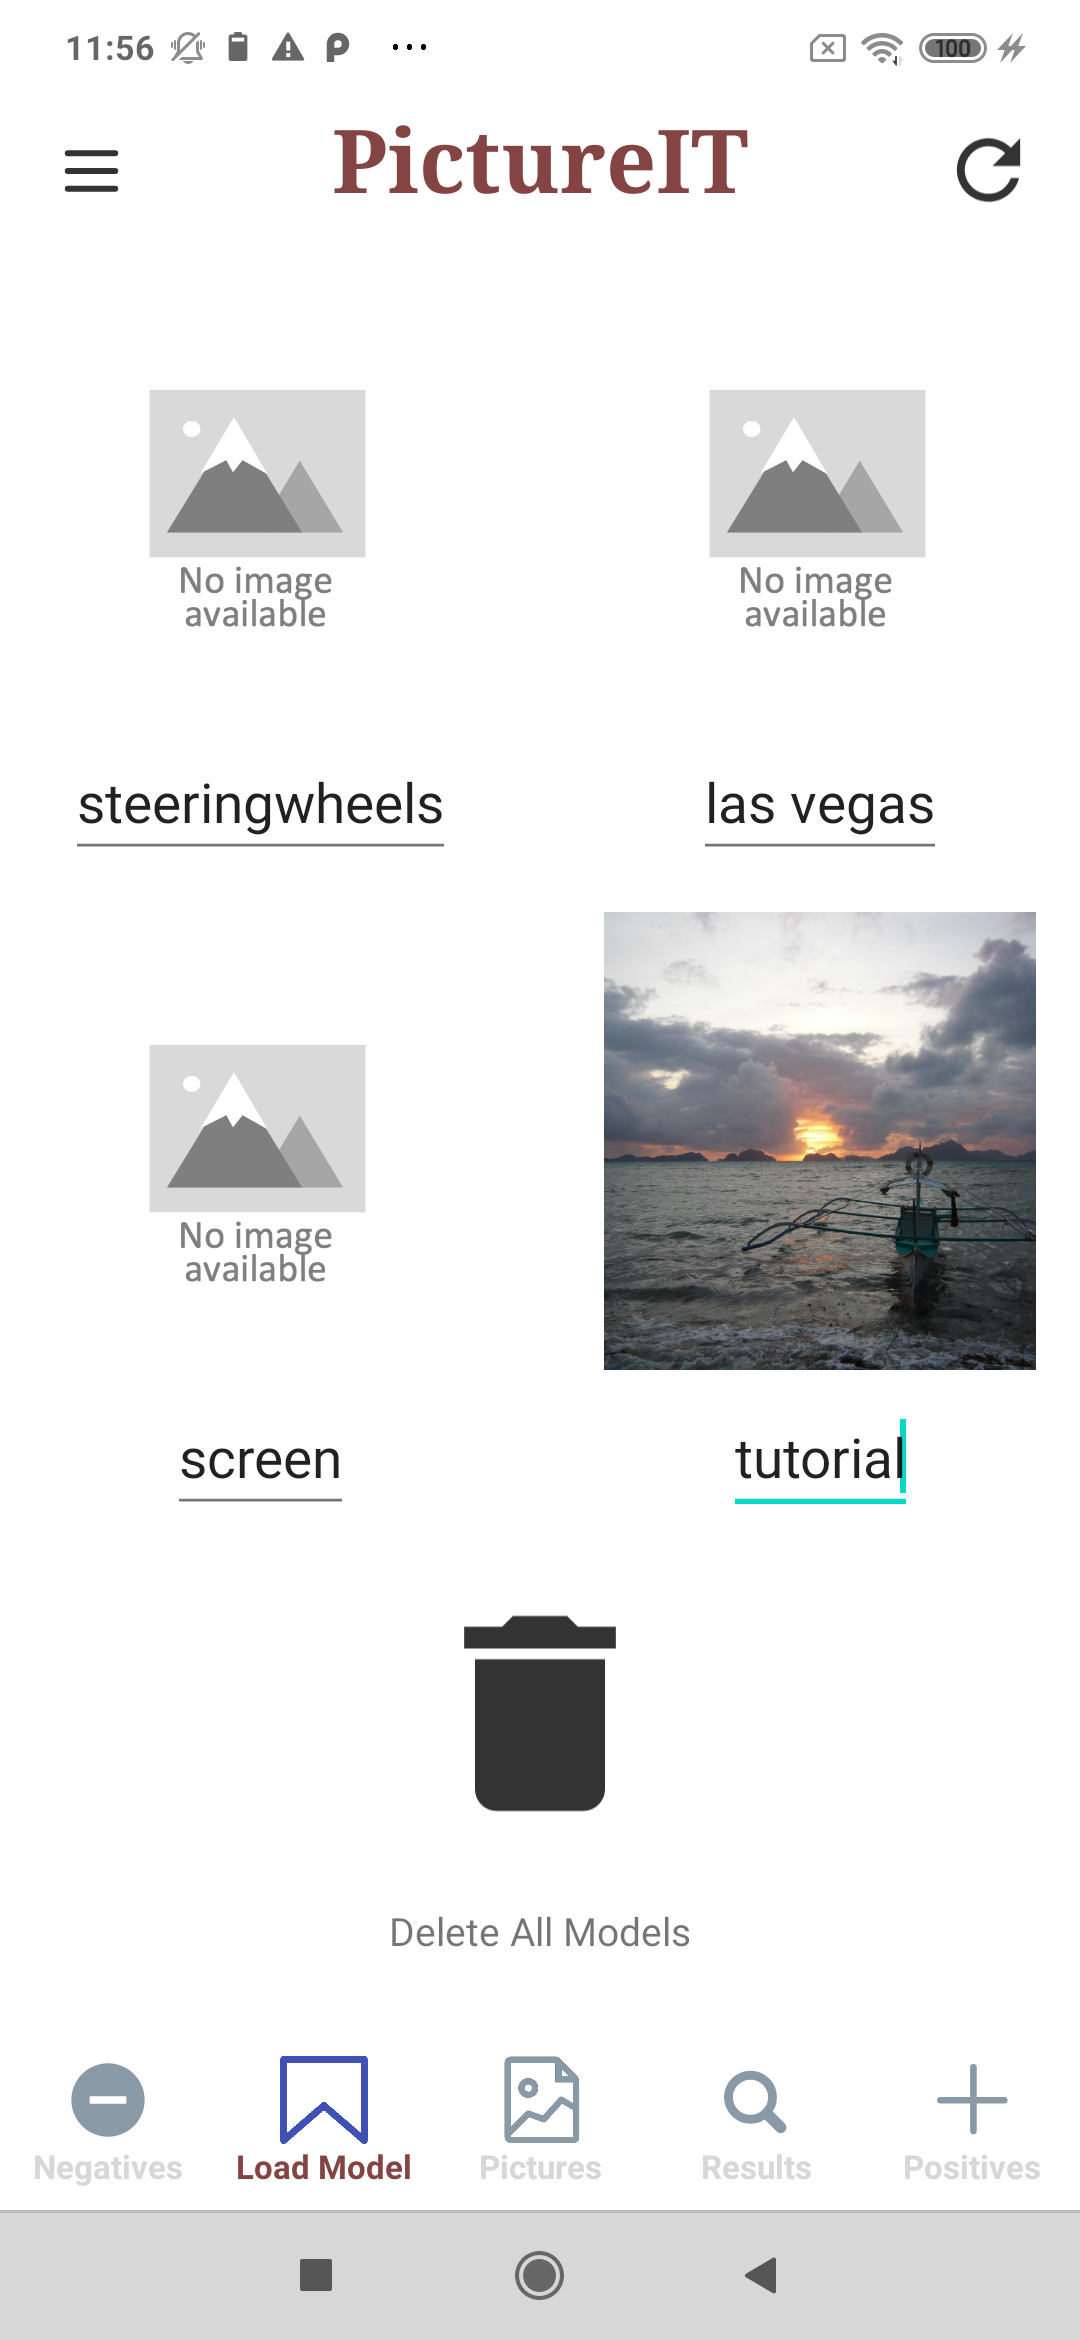 11:56
100
PictureIT
No image
available
No image
available
steeringwheels
las vegas
No image
available
screen
tutorial
Delete All Models
Negatives
Load Model
Pictures
Results
Positives